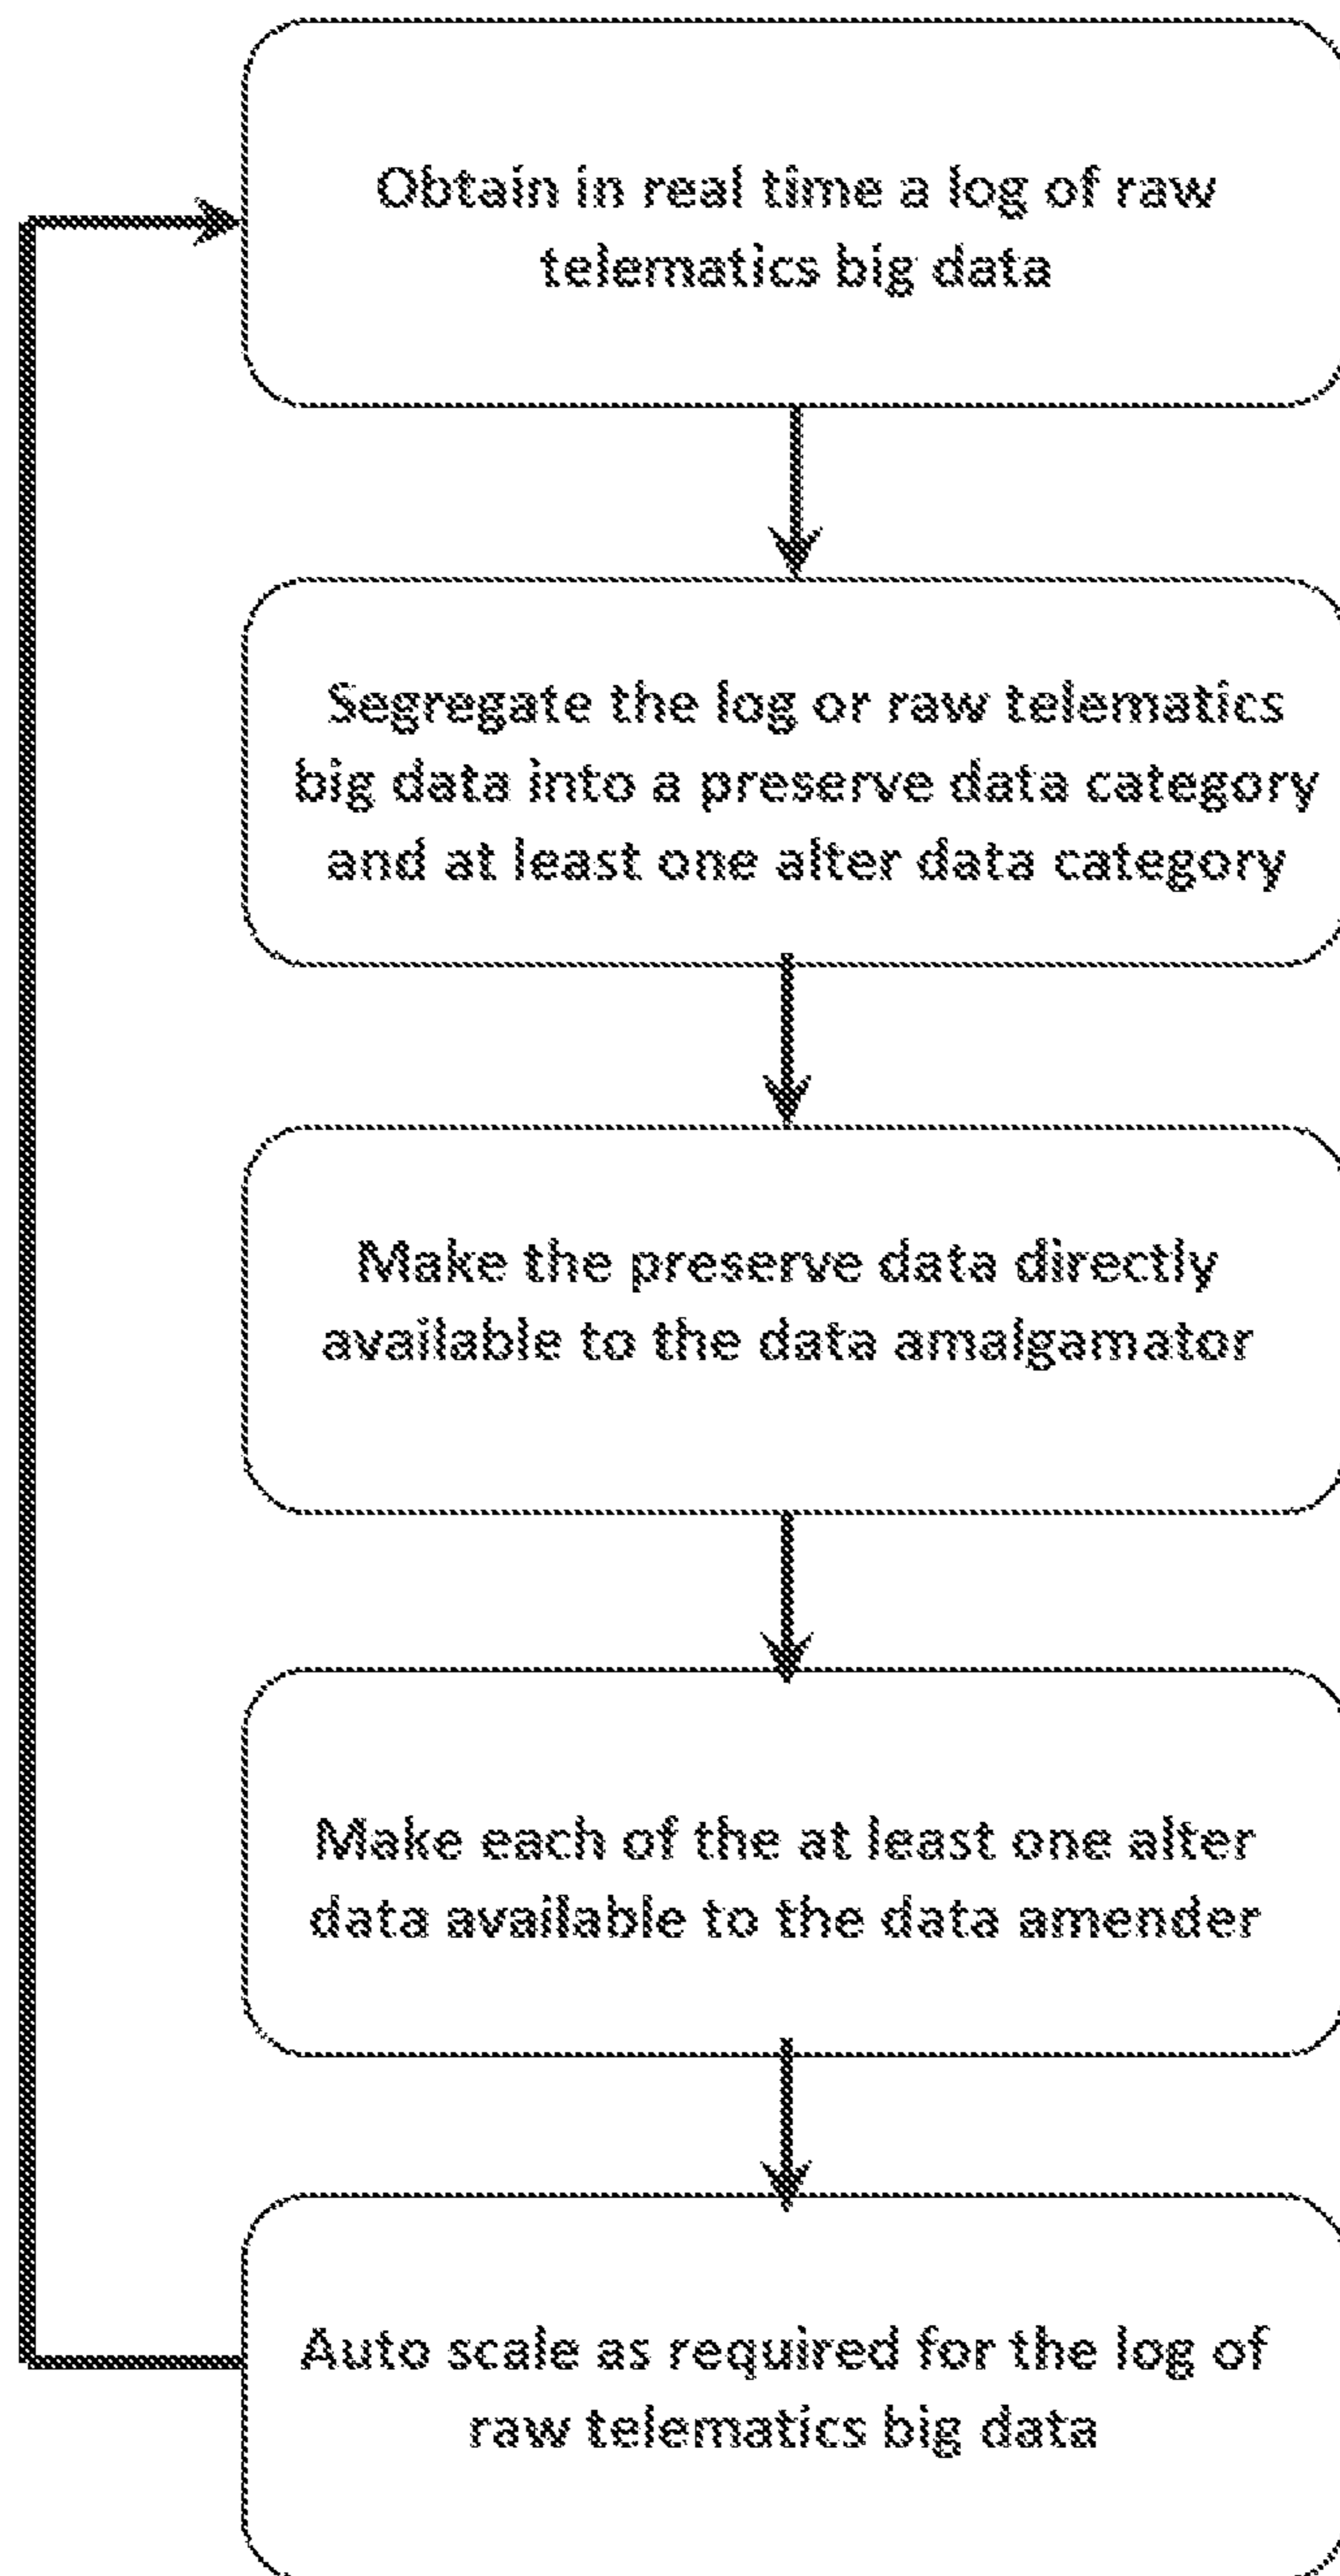 Obtain in real time a log of raw
telematics big data
Segregate the log or raw telematics
big data into a preserve data category
and at least one alter data category
Make the preserve data directly
available to the data amalgamator
Make each of the at least one alter
data available to the data amender
Auto scale as required for the log of
raw telematics big data